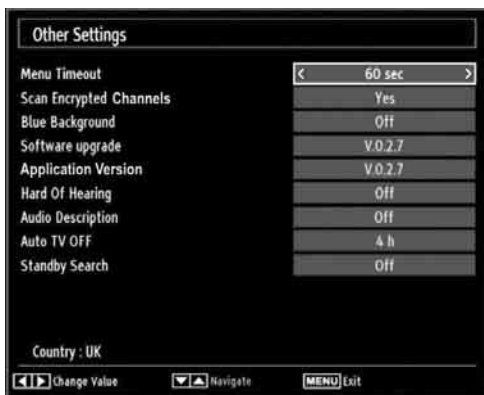 Other Settings
Menu Timeout < 60 sec >
Scan Encrypted Channels Yes
Blue Background Off
Software upgrade V.0.2.7
Application Version V.0.2.7
Hard Of Hearing Off
Audio Description Off
Auto TV OFF 4 h
Standby Search Off
Country : UK
Change Value Navigate MENU Exit